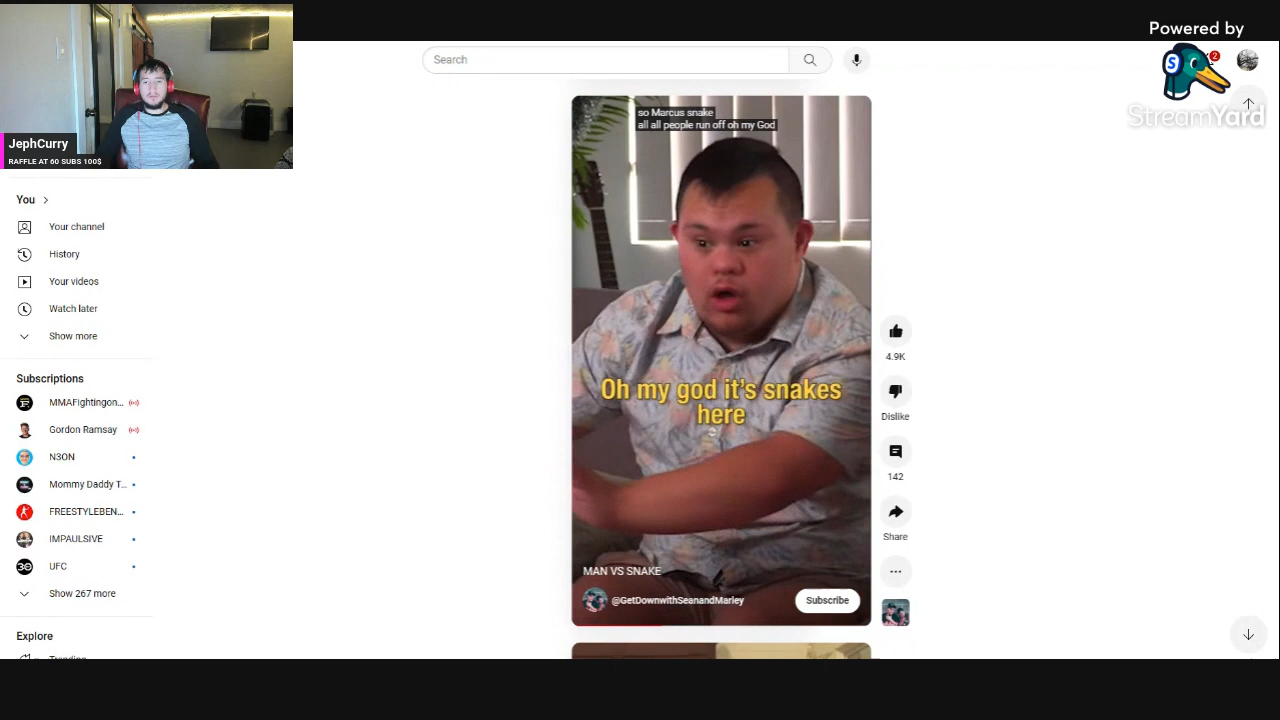 Powered by
S
2
StreamYard
JephCurry
RAFFLE AT 60 SUBS 100$
Search
You
Your channel
History
Your videos
Watch later
Show more
Subscriptions
MMAFightingon...
Gordon Ramsay
N3ON
Mommy Daddy T...
FREESTYLEBEN...
IMPAULSIVE
UFC
Show 267 more
Explore
Trending
so Marcus snake
all all people run off oh my God
Oh my god it's snakes
here
MAN VS SNAKE
@GetDownwithSeanandMarley
Subscribe
4.9K
Dislike
142
Share